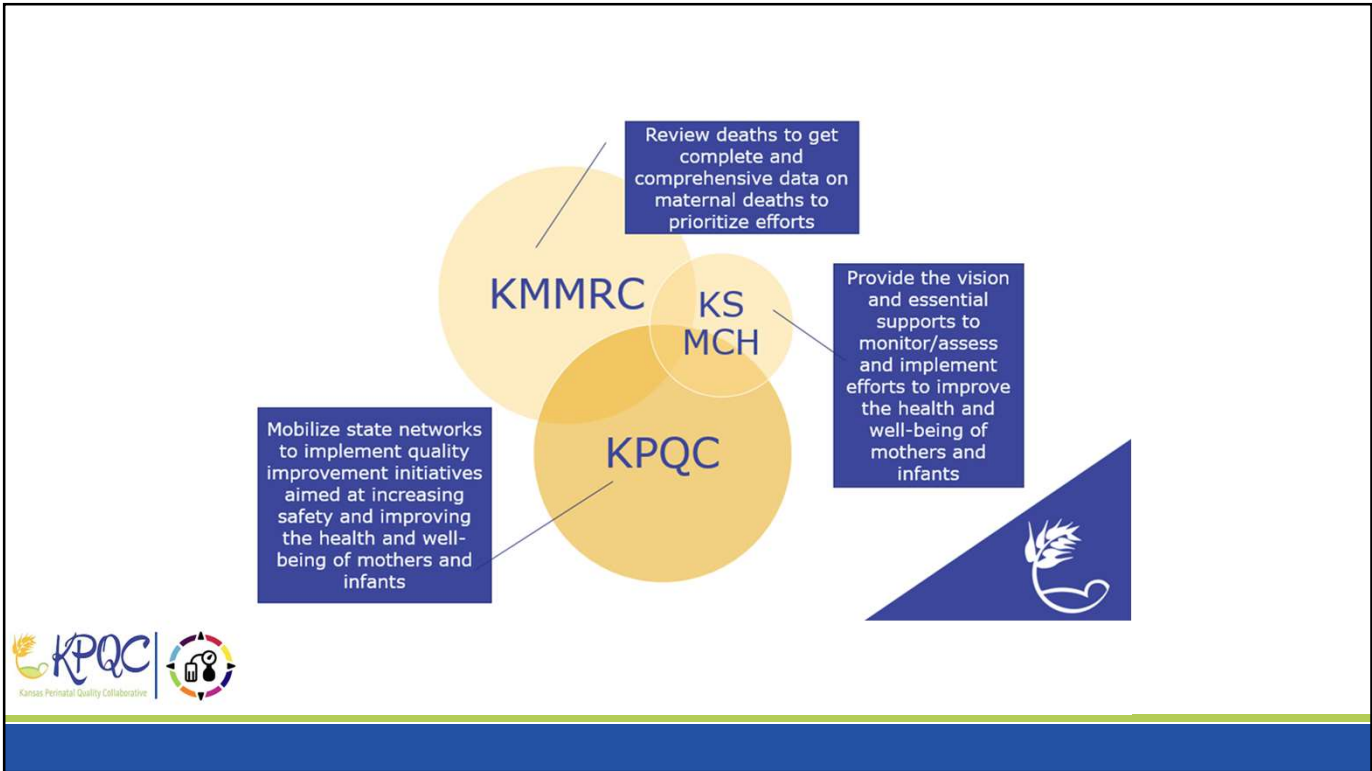 Review deaths to get
complete and
comprehensive data on
maternal deaths to
prioritize efforts
KMMRC
KS
MCH
Provide the vision
and essential
supports to
monitor/assess
and implement
efforts to improve
the health and
well-being of
mothers and
infants
KPQC
Mobilize state networks
to implement quality
improvement initiatives
aimed at increasing
safety and improving
the health and well-
being of mothers and
infants
KPQC
Kansas Perinatal Quality Collaborative